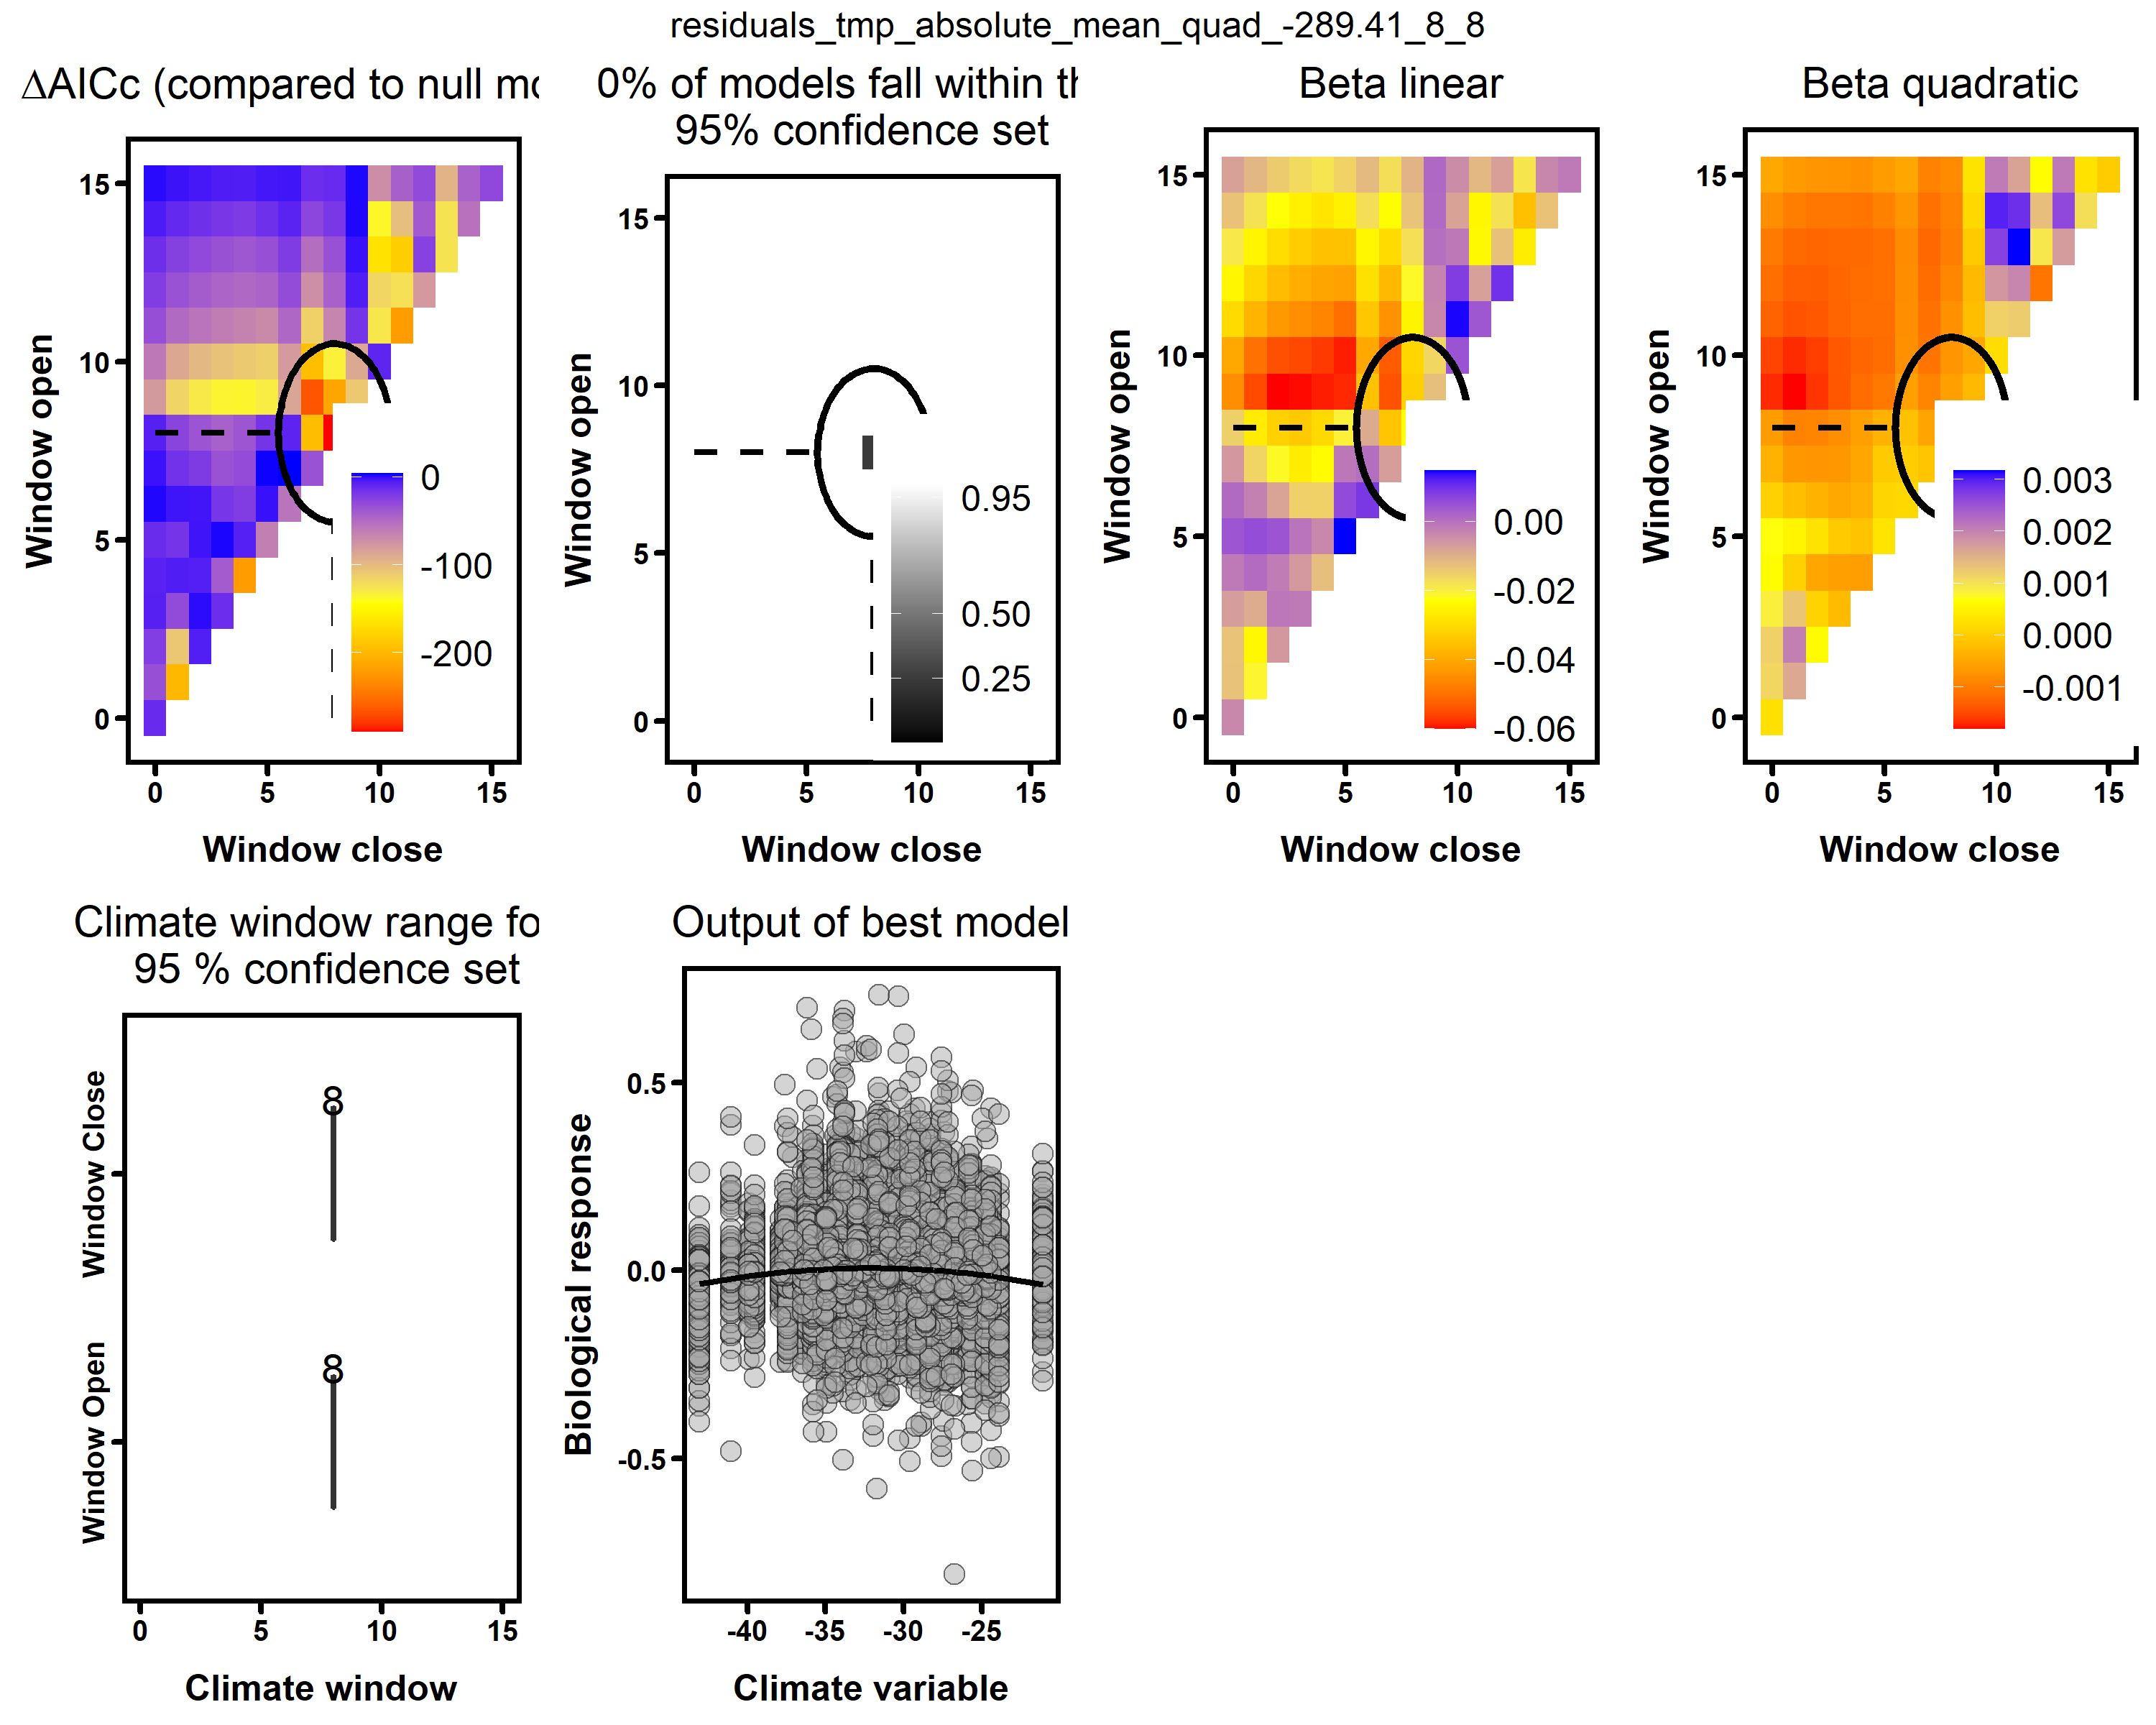 residuals_tmp_absolute_mean_quad_-289.41_8_8
ΔAICc (compared to null mo
15
10
5
0
0
5
10
15
Window open
Window close
0
-100
-200
0% of models fall within th
95% confidence set
15
10
5
0
0
5
10
15
Window open
Window close
0.95
0.50
0.25
Beta linear
15
10
5
0
0
5
10
15
Window open
Window close
0.00
-0.02
-0.04
-0.06
Beta quadratic
15
10
5
0
0
5
10
15
Window open
Window close
0.003
0.002
0.001
0.000
-0.001
Climate window range fo
95 % confidence set
Window Close
Window Open
8
8
0
5
10
15
Climate window
Output of best model
Biological response
0.5
0.0
-0.5
-40
-35
-30
-25
Climate variable